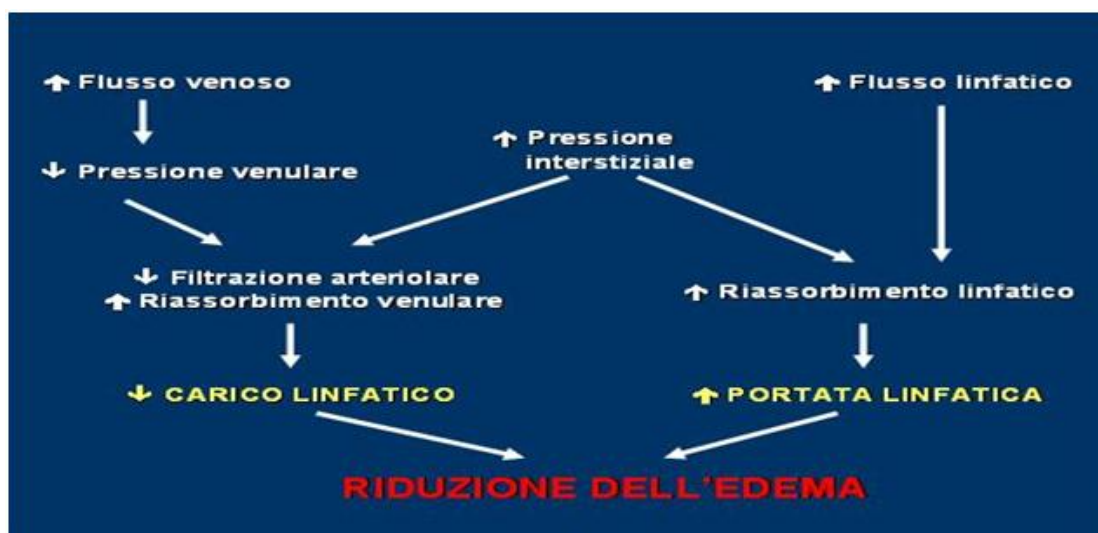 ↑ Flusso venoso
↑ Flusso linfatico
↑ Pressione
interstiziale
↓ Pressione venulare
↓ Filtrazione arteriolare
↑ Riassorbimento venulare
↑ Riassorbimento linfatico
↓ CARICO LINFATICO
↑ PORTATA LINFATICA
RIDUZIONE DELL'EDEMA